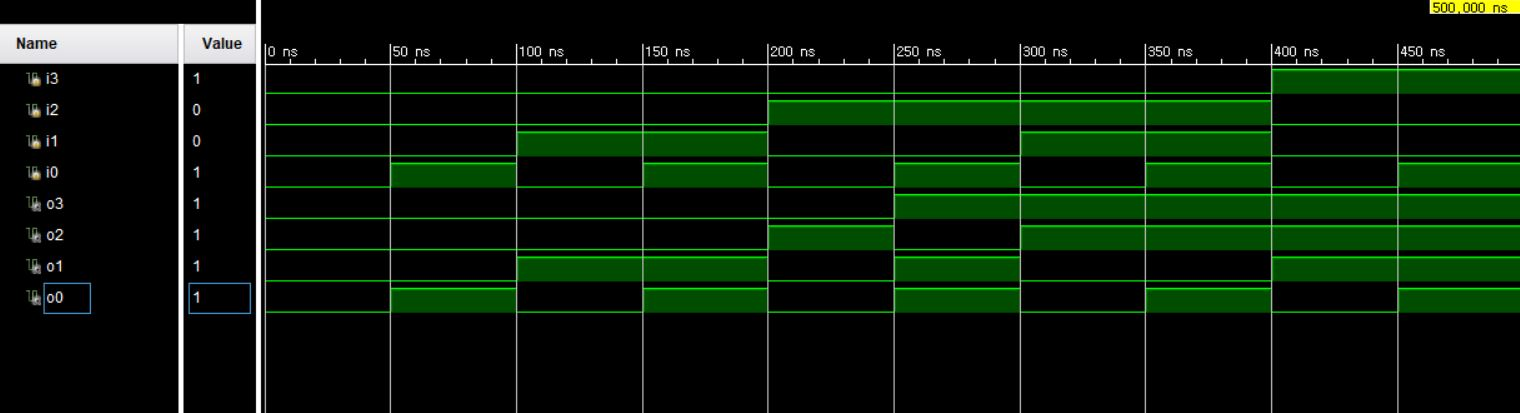 500,000 ns
Name Value
0 ns 50 ns 100 ns 150 ns 200 ns 250 ns 300 ns 350 ns 400 ns 450 ns
i3 1
i2 0
i1 0
i0 1
o3 1
o2 1
o1 1
o0 1